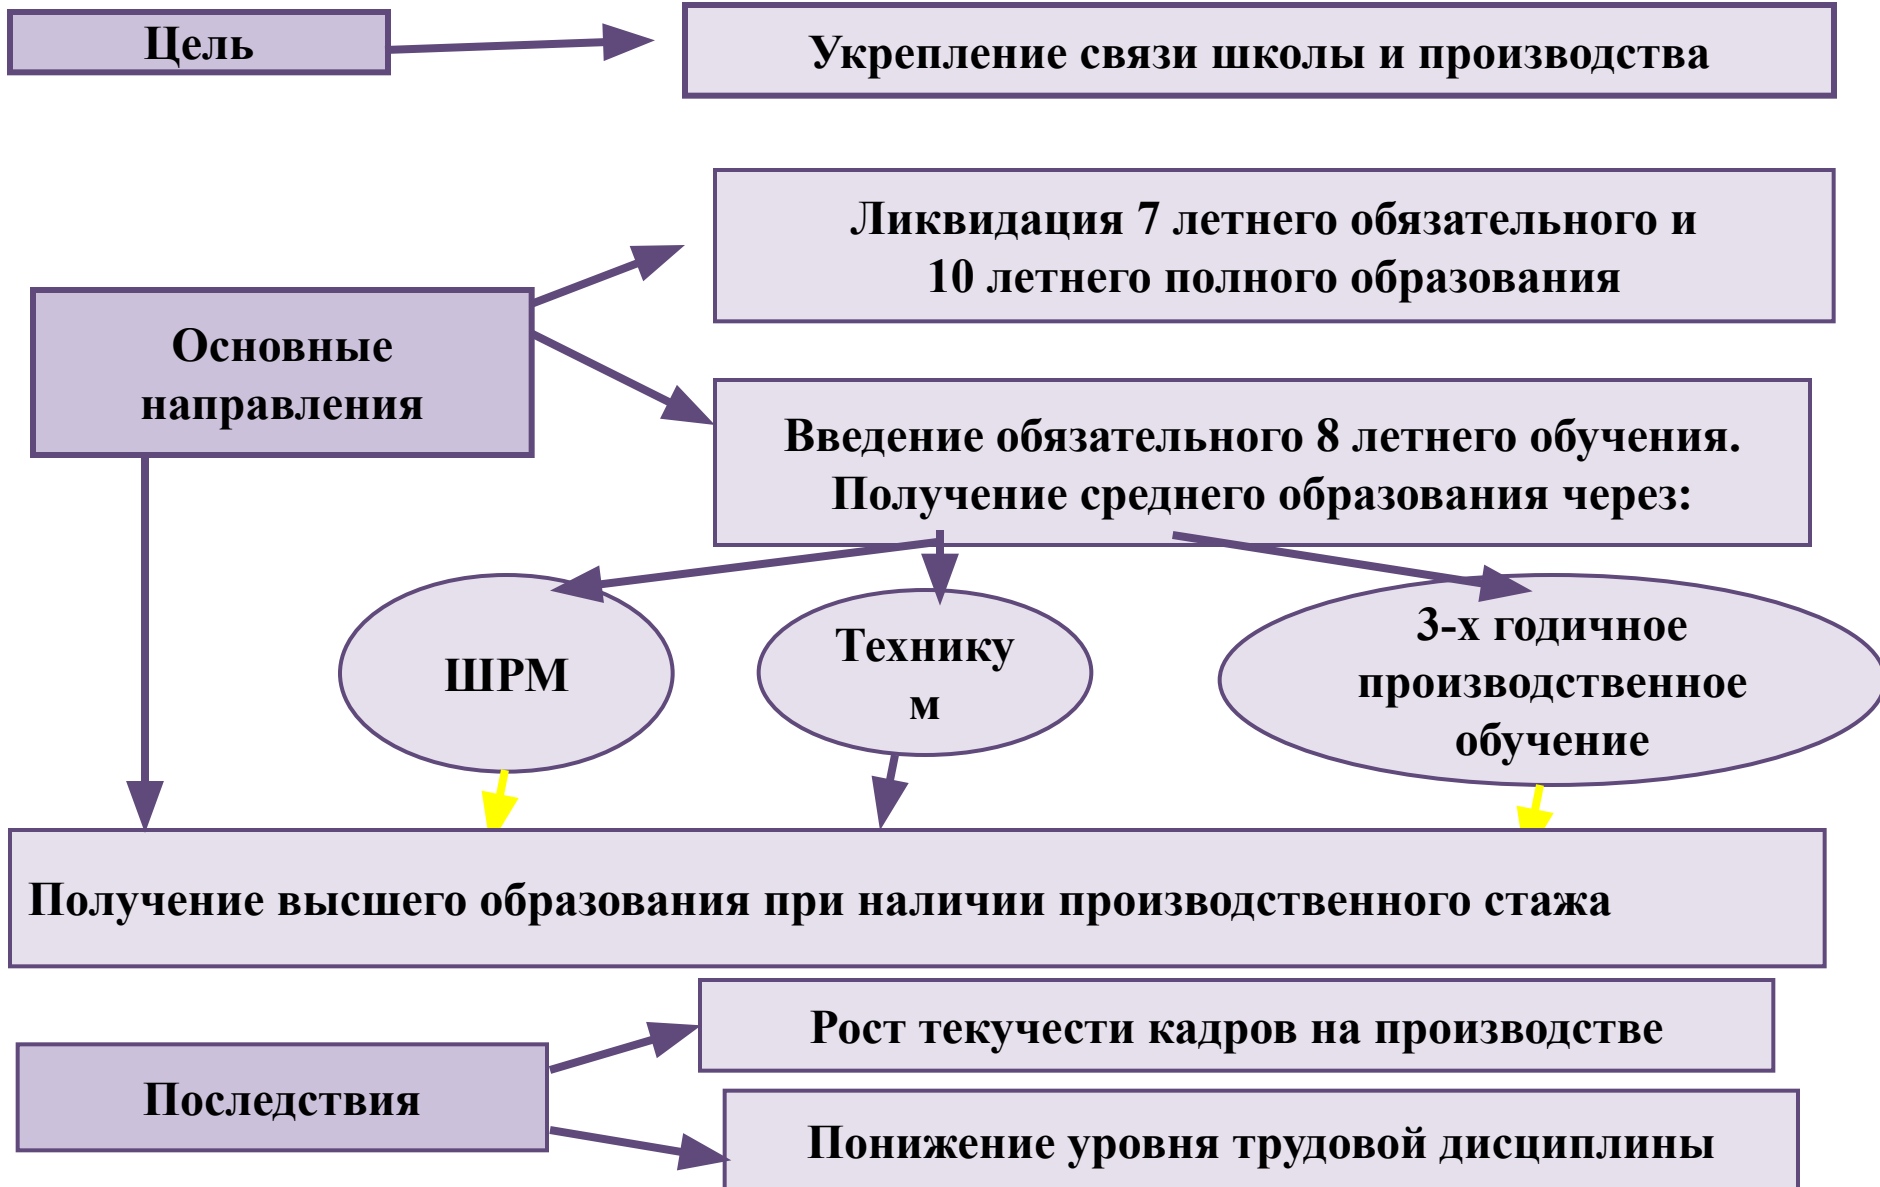 Цель
Укрепление связи школы и производства
Ликвидация 7 летнего обязательного и
10 летнего полного образования
Основные
направления
Введение обязательного 8 летнего обучения.
Получение среднего образования через:
ШРМ
Технику
м
3-х годичное
производственное
обучение
Получение высшего образования при наличии производственного стажа
Рост текучести кадров на производстве
Последствия
Понижение уровня трудовой дисциплины